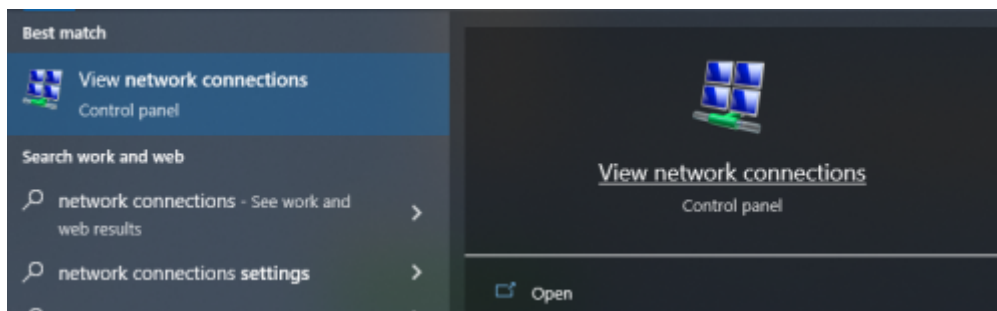 Best match
View network connections
Control panel
Search work and web
network connections - See work and
web results
network connections settings
View network connections
Control panel
Open